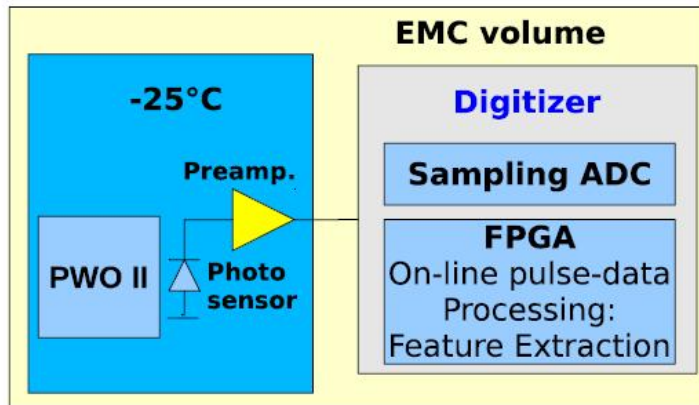 EMC volume
-25°C
Preamp.
PWO II
Photo
sensor
Digitizer
Sampling ADC
FPGA
On-line pulse-data
Processing:
Feature Extraction